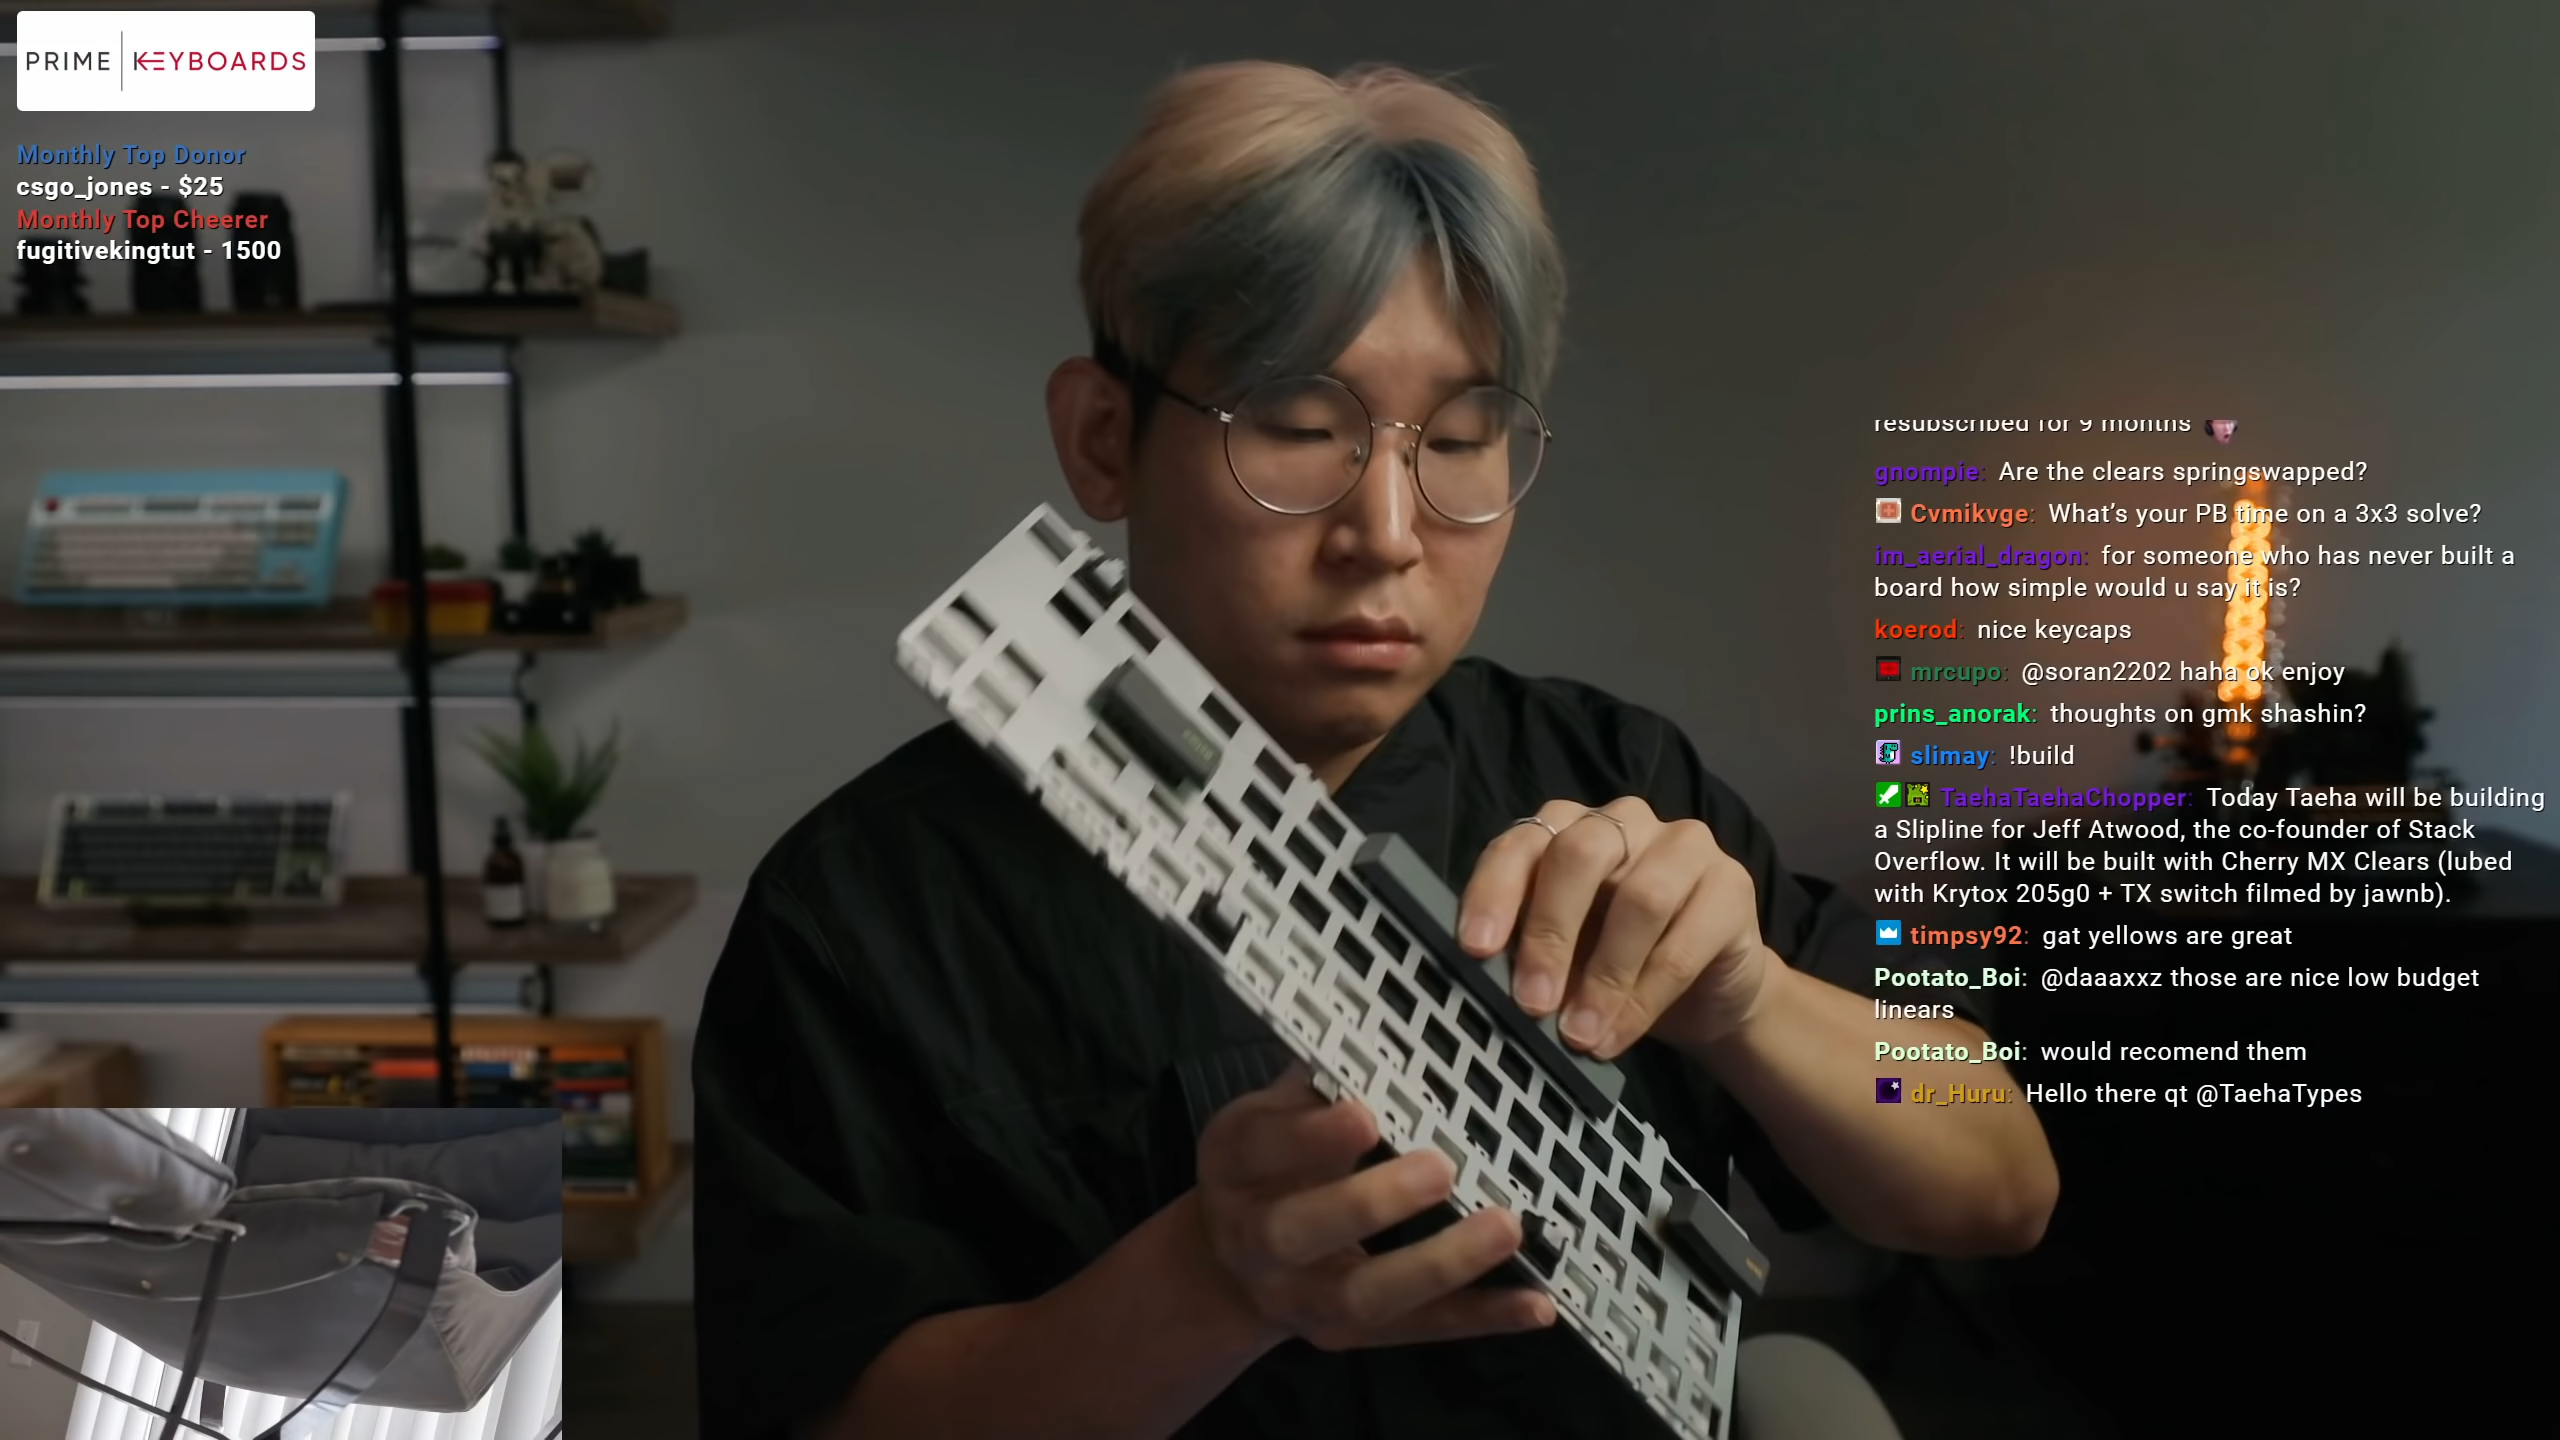 PRIME | KEYBOARDS
Monthly Top Donor
csgo_jones - $25
Monthly Top Cheerer
fugitivekingtut - 1500
resubscribed for 9 months
gnompie: Are the clears springswapped?
Cvmikvge: What's your PB time on a 3x3 solve?
im_aerial_dragon: for someone who has never built a
board how simple would u say it is?
koerod: nice keycaps
mrcupo: @soran2202 haha ok enjoy
prins_anorak: thoughts on gmk shashin?
slimay: !build
TaehaTaehaChopper: Today Taeha will be building
a Slipline for Jeff Atwood, the co-founder of Stack
Overflow. It will be built with Cherry MX Clears (lubed
with Krytox 205g0 + TX switch filmed by jawnb).
timpsy92: gat yellows are great
Pootato_Boi: @daaaxxz those are nice low budget
linears
Pootato_Boi: would recomend them
dr_Huru: Hello there qt @TaehaTypes